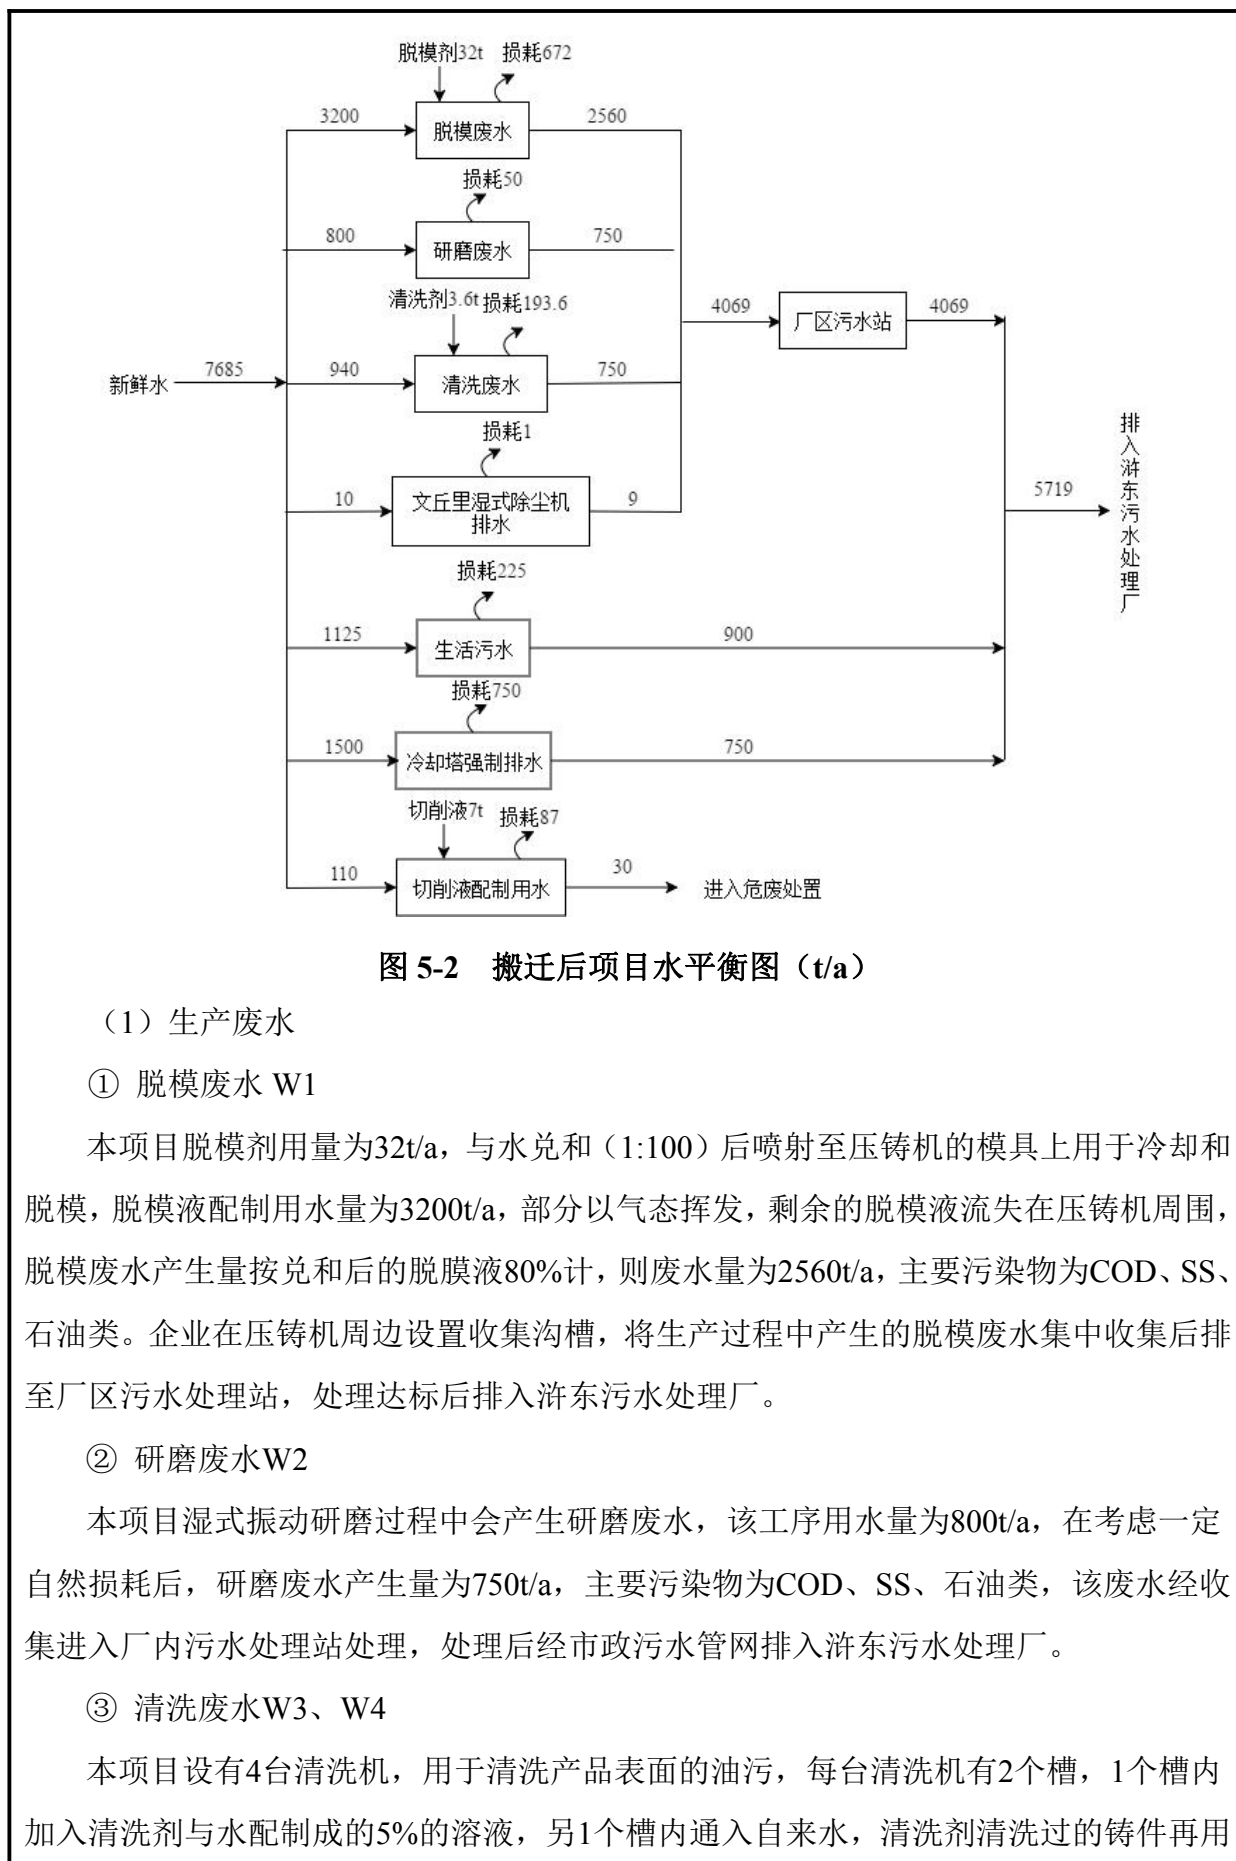 脱模剂32t 损耗672
3200 脱模废水 2560
损耗50
800 研磨废水 750
清洗剂3.6t 损耗193.6
4069 厂区污水站 4069
新鲜水 7685 940 清洗废水 750
损耗1
10 文丘里湿式除尘机
排水 9
5719 排入浒东污水处理厂
损耗225
1125 生活污水 900
损耗750
1500 冷却塔强制排水 750
切削液7t 损耗87
110 切削液配制用水 30 进入危废处置
图 5-2 搬迁后项目水平衡图（t/a）
（1）生产废水
① 脱模废水 W1
本项目脱模剂用量为32t/a，与水兑和（1:100）后喷射至压铸机的模具上用于冷却和
脱模，脱模液配制用水量为3200t/a，部分以气态挥发，剩余的脱模液流失在压铸机周围，
脱模废水产生量按兑和后的脱膜液80%计，则废水量为2560t/a，主要污染物为COD、SS、
石油类。企业在压铸机周边设置收集沟槽，将生产过程中产生的脱模废水集中收集后排
至厂区污水处理站，处理达标后排入浒东污水处理厂。
② 研磨废水W2
本项目湿式振动研磨过程中会产生研磨废水，该工序用水量为800t/a，在考虑一定
自然损耗后，研磨废水产生量为750t/a，主要污染物为COD、SS、石油类，该废水经收
集进入厂内污水处理站处理，处理后经市政污水管网排入浒东污水处理厂。
③ 清洗废水W3、W4
本项目设有4台清洗机，用于清洗产品表面的油污，每台清洗机有2个槽，1个槽内
加入清洗剂与水配制成的5%的溶液，另1个槽内通入自来水，清洗剂清洗过的铸件再用